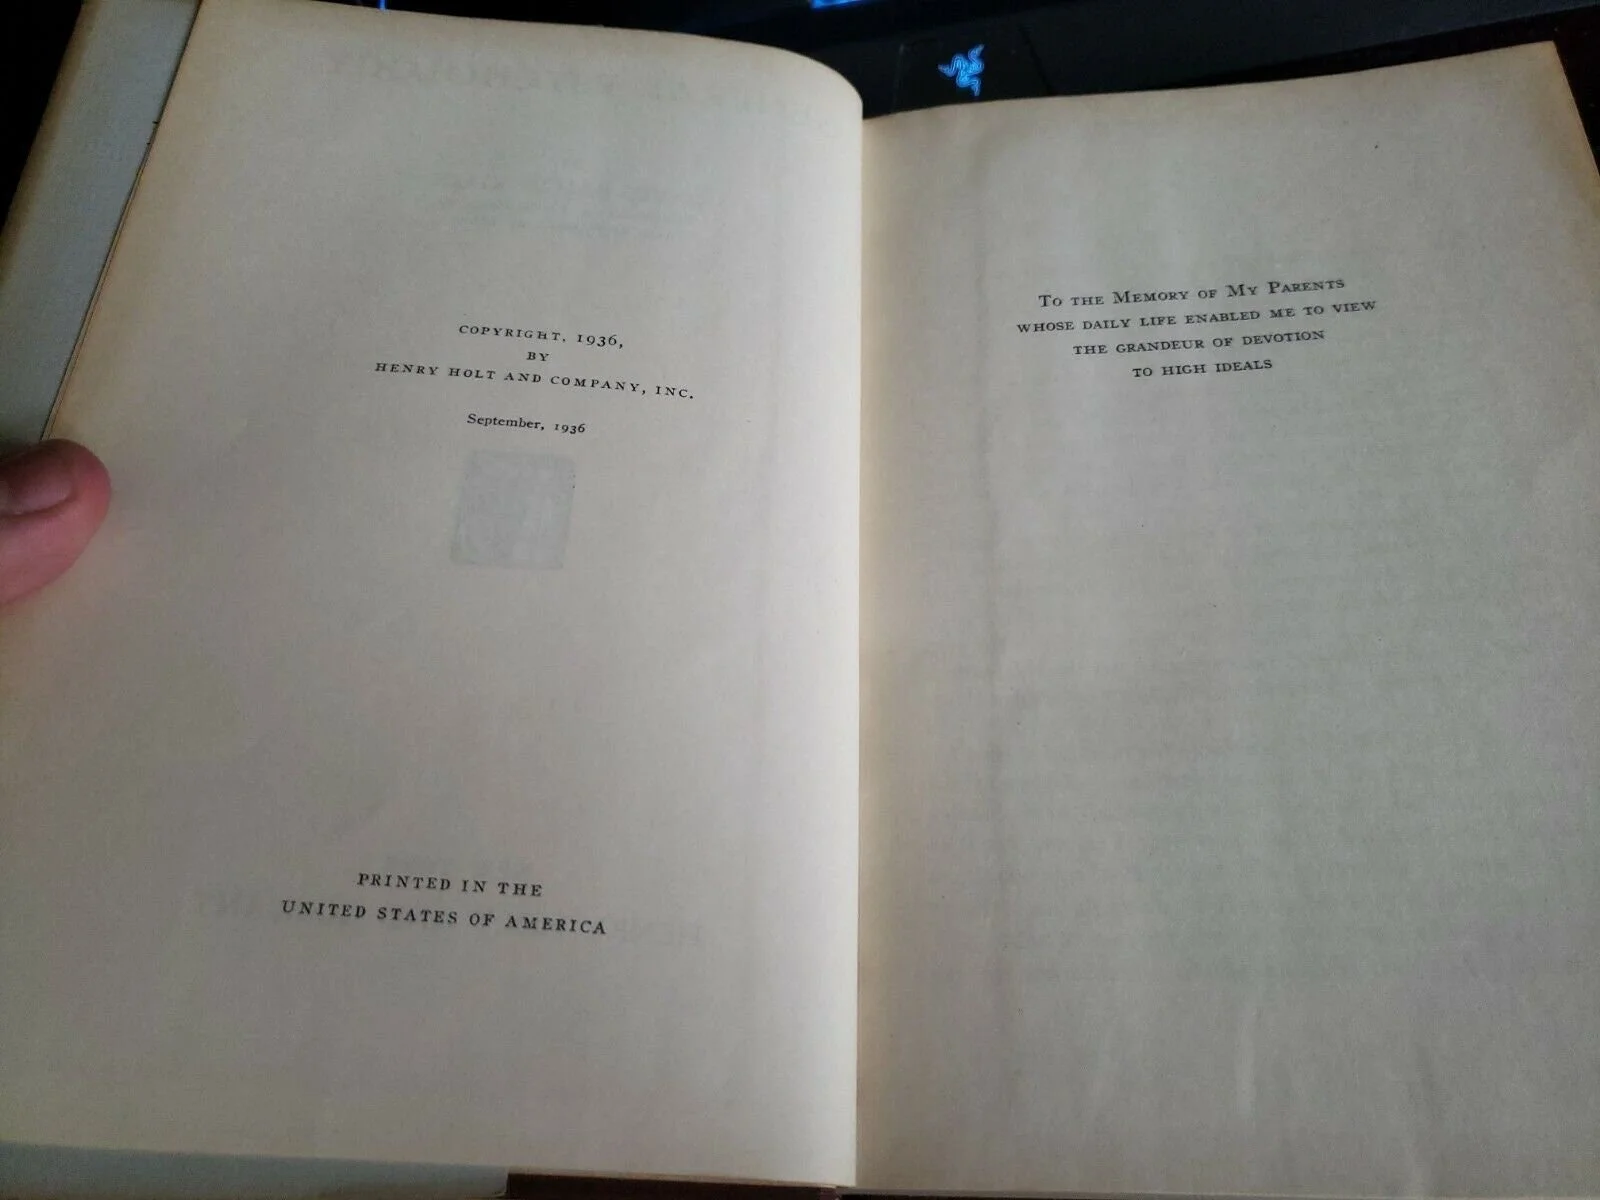 COPYRIGHT, 1936,
BY
HENRY HOLT AND COMPANY, INC.
September, 1936
PRINTED IN THE
UNITED STATES OF AMERICA
TO THE MEMORY OF MY PARENTS
WHOSE DAILY LIFE ENABLED ME TO VIEW
THE GRANDEUR OF DEVOTION
TO HIGH IDEALS